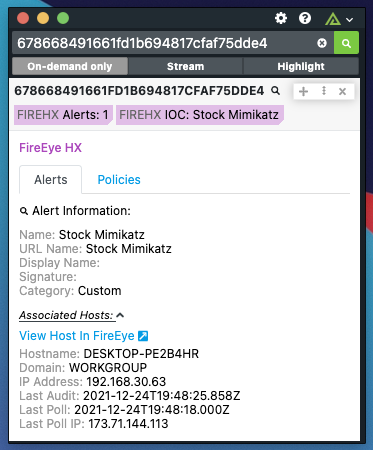 678668491661fd1b694817cfaf75dde4
On-demand only Stream Highlight
678668491661FD1B694817CFAF75DDE4
FIREHX Alerts: 1 FIREHX IOC: Stock Mimikatz
FireEye HX
Alerts Policies
Alert Information:
Name: Stock Mimikatz
URL Name: Stock Mimikatz
Display Name:
Signature:
Category: Custom
Associated Hosts:
View Host In FireEye
Hostname: DESKTOP-PE2B4HR
Domain: WORKGROUP
IP Address: 192.168.30.63
Last Audit: 2021-12-24T19:48:25.858Z
Last Poll: 2021-12-24T19:48:18.000Z
Last Poll IP: 173.71.144.113